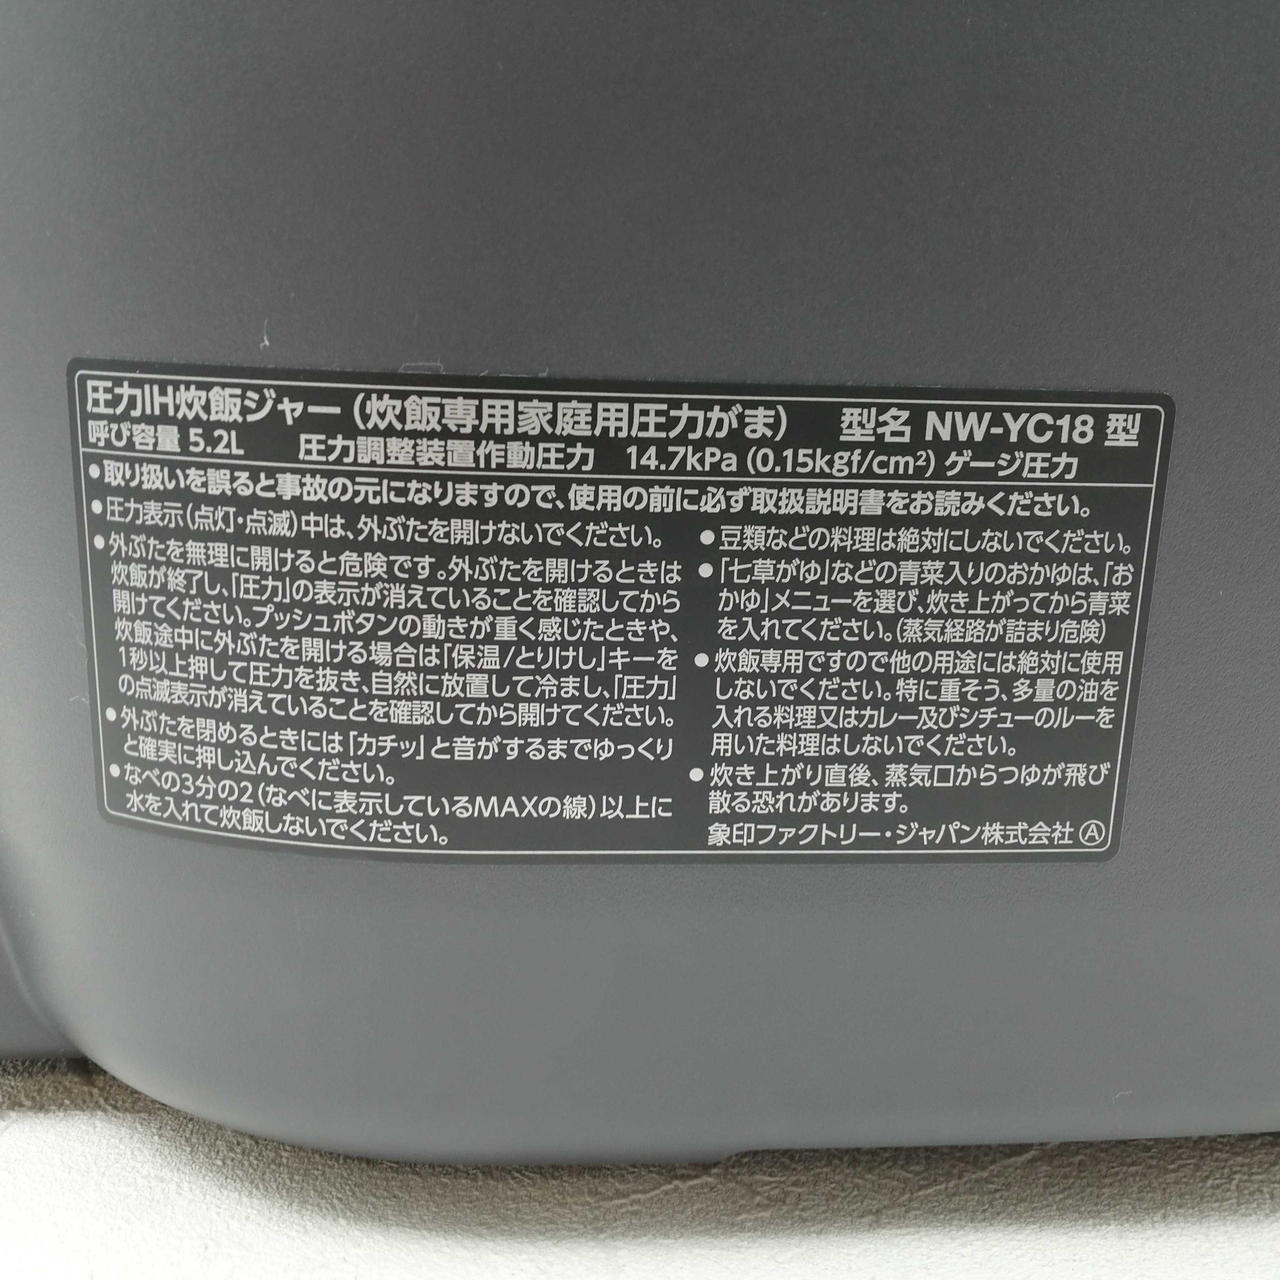 圧力IH炊飯ジャー(炊飯専用家庭用圧力がま) 型名 NW-YC18 型
呼び容量 5.2L 圧力調整装置作動圧力 14.7kPa (0.15kgf/cm²) ゲージ圧力
●取り扱いを誤ると事故の元になりますので、使用の前に必ず取扱説明書をお読みください。
●圧力表示(点灯・点滅)中は、外ぶたを開けないでください。
●外ぶたを無理に開けると危険です。外ぶたを開けるときは
炊飯が終了し、「圧力」の表示が消えていることを確認してから
開けてください。プッシュボタンの動きが重く感じたときや、
炊飯途中に外ぶたを開ける場合は「保温/とりけし」キーを
1秒以上押して圧力を抜き、自然に放置して冷まし、「圧力」
の点滅表示が消えていることを確認してから開けてください。
●外ぶたを閉めるときには「カチッ」と音がするまでゆっくり
と確実に押し込んでください。
●なべの3分の2(なべに表示しているMAXの線)以上に
水を入れて炊飯しないでください。
●豆類などの料理は絶対にしないでください。
●「七草がゆ」などの青菜入りのおかゆは、「お
かゆ」メニューを選び、炊き上がってから青菜
を入れてください。(蒸気経路が詰まり危険)
●炊飯専用ですので他の用途には絶対に使用
しないでください。特に重そう、多量の油を
入れる料理又はカレー及びシチューのルーを
用いた料理はしないでください。
●炊き上がり直後、蒸気口からつゆが飛び
散る恐れがあります。
象印ファクトリー・ジャパン株式会社 Ⓐ